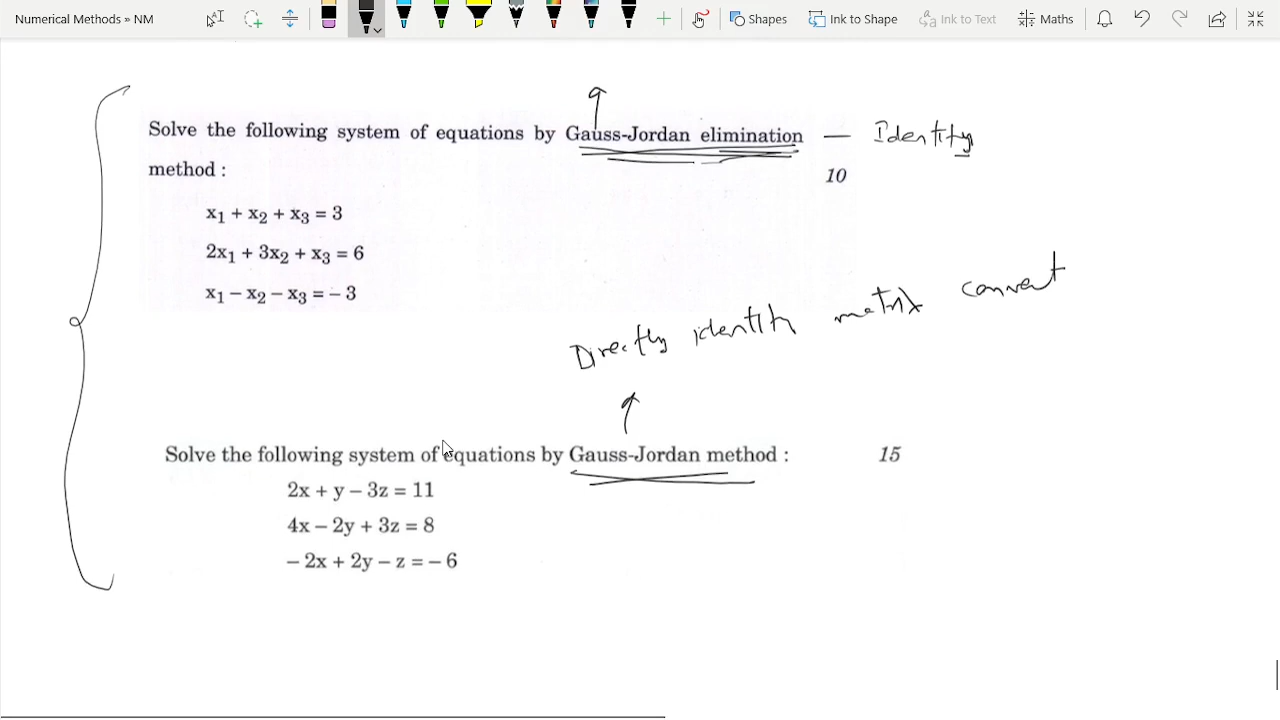 Numerical Methods » NM
Shapes
Ink to Shape
Ink to Text
Maths
Solve the following system of equations by Gauss-Jordan elimination — Identity
method :
10
x₁ + x₂ + x₃ = 3
2x₁ + 3x₂ + x₃ = 6
x₁ – x₂ – x₃ = – 3
Directly identity matrix convert
Solve the following system of equations by Gauss-Jordan method : 15
2x + y – 3z = 11
4x – 2y + 3z = 8
– 2x + 2y – z = – 6